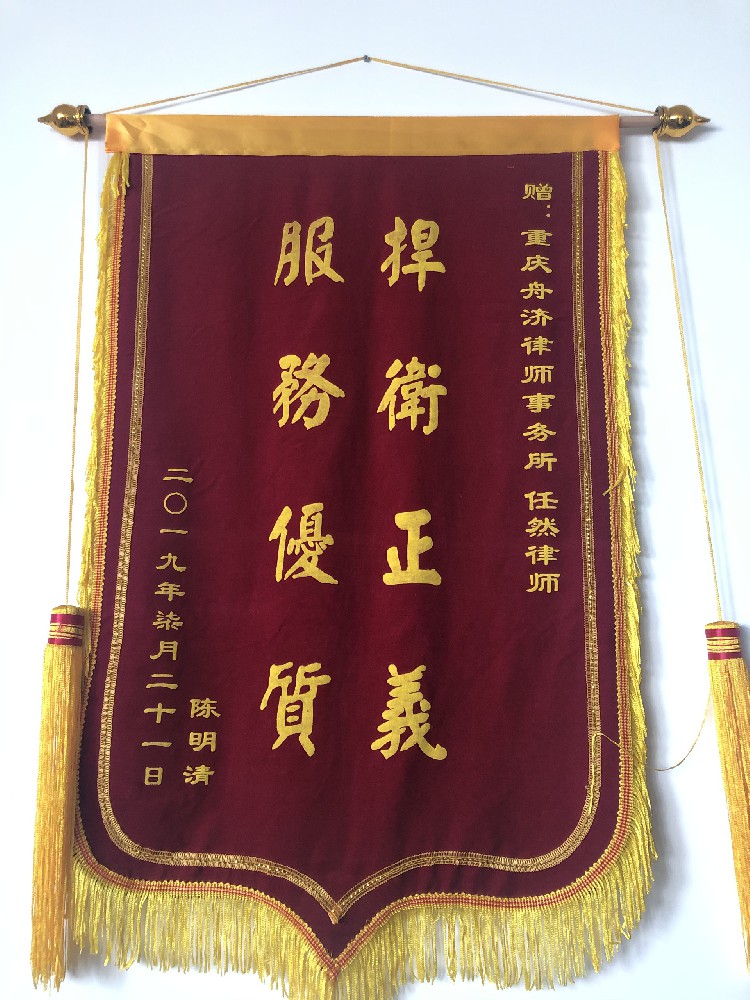 赠：重庆舟济律师事务所 任然律师
捍衛正義
服務優質
陈明清
二〇一九年柒月二十一日